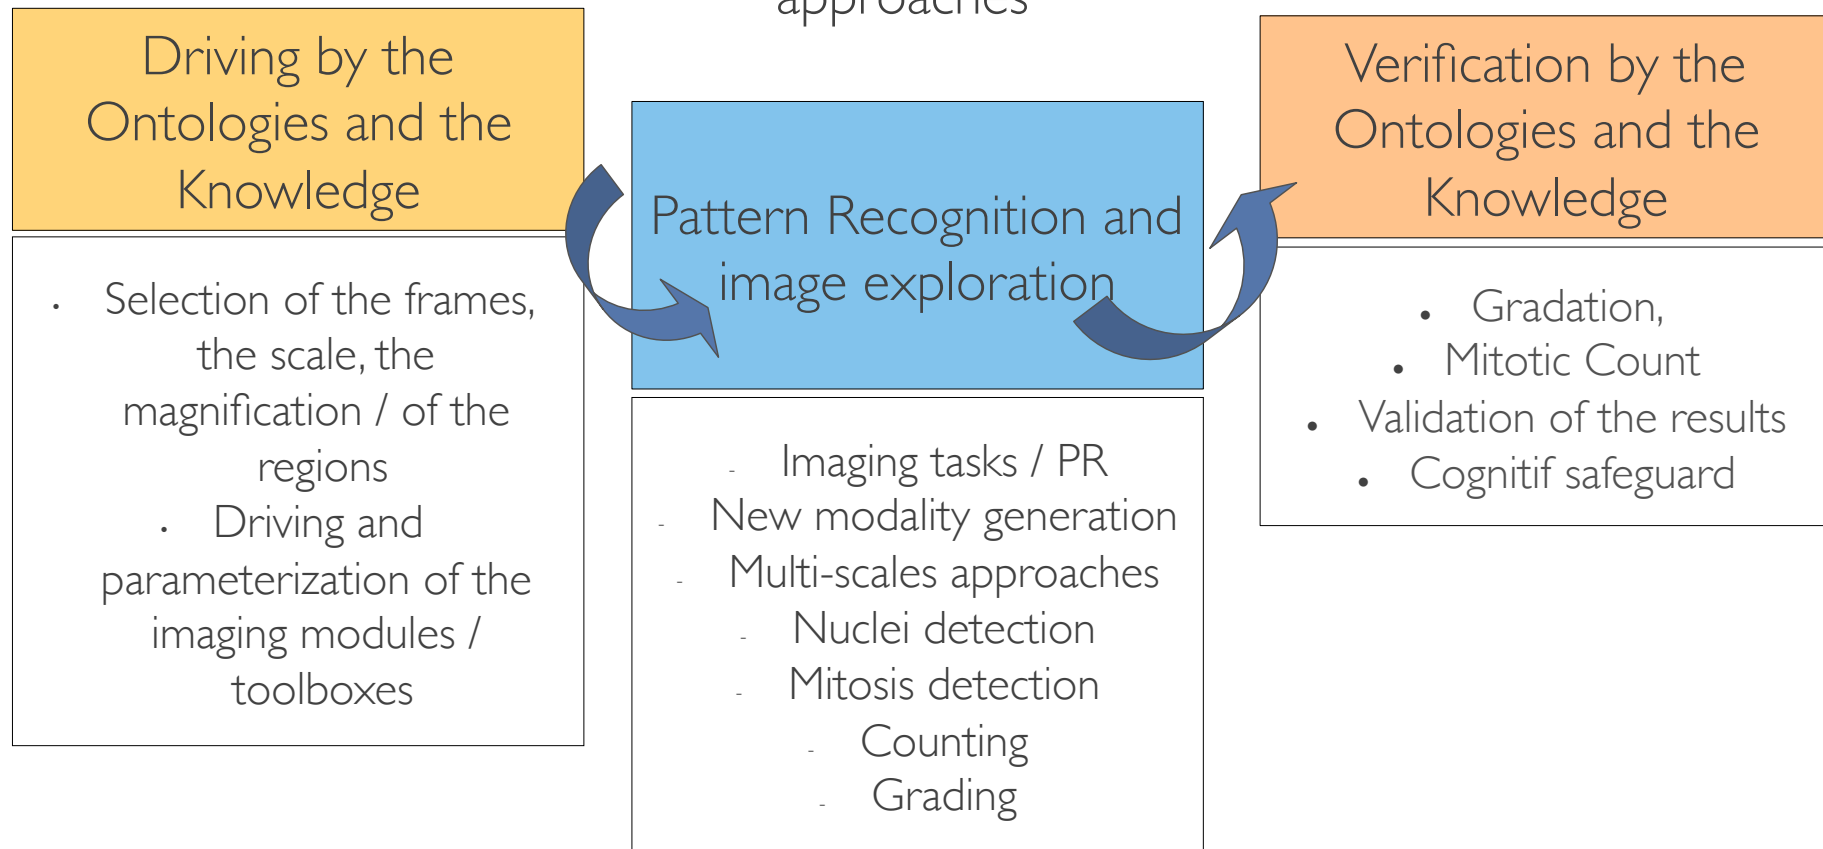 approaches
Driving by the
Ontologies and the
Knowledge
• Selection of the frames,
the scale, the
magnification / of the
regions
• Driving and
parameterization of the
imaging modules /
toolboxes
Pattern Recognition and
image exploration
- Imaging tasks / PR
- New modality generation
- Multi-scales approaches
- Nuclei detection
- Mitosis detection
- Counting
- Grading
Verification by the
Ontologies and the
Knowledge
• Gradation,
• Mitotic Count
• Validation of the results
• Cognitif safeguard